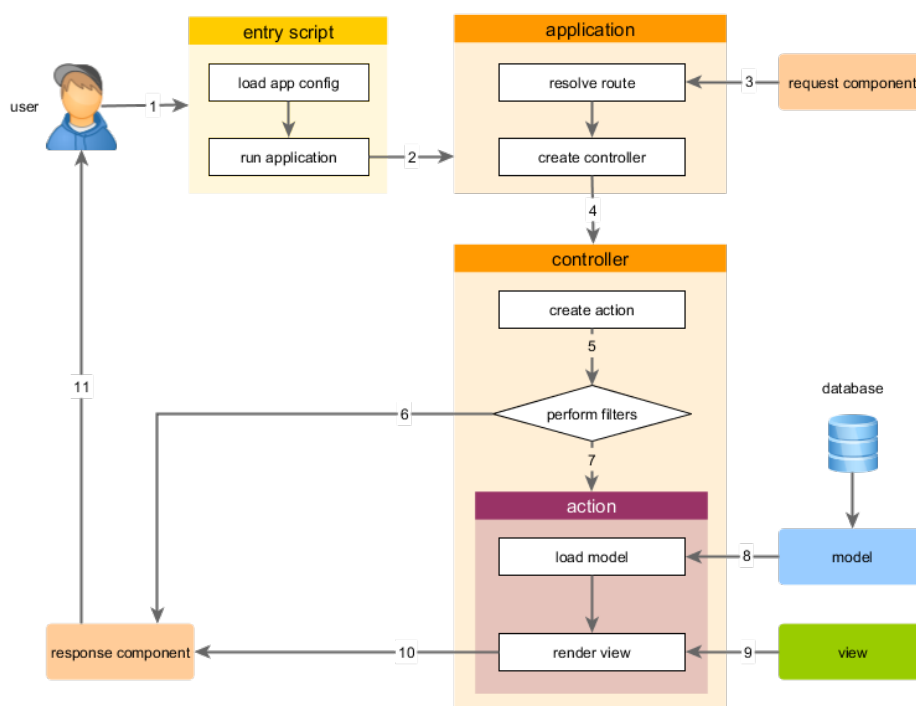 entry script
application
load app config
resolve route
3
request component
user
1
run application
2
create controller
4
controller
create action
5
11
database
6
perform filters
7
action
load model
8
model
response component
10
render view
9
view